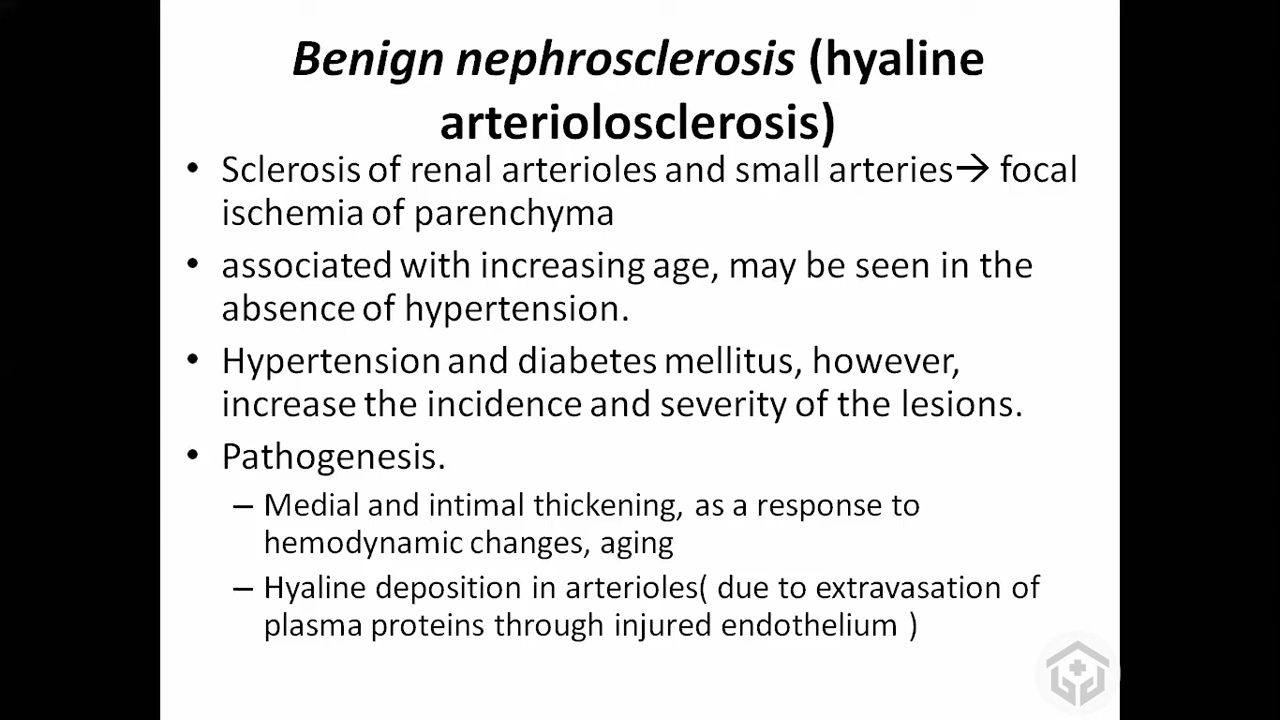 Benign nephrosclerosis (hyaline
arteriolosclerosis)
• Sclerosis of renal arterioles and small arteries→ focal
ischemia of parenchyma
• associated with increasing age, may be seen in the
absence of hypertension.
• Hypertension and diabetes mellitus, however,
increase the incidence and severity of the lesions.
• Pathogenesis.
– Medial and intimal thickening, as a response to
hemodynamic changes, aging
– Hyaline deposition in arterioles( due to extravasation of
plasma proteins through injured endothelium )